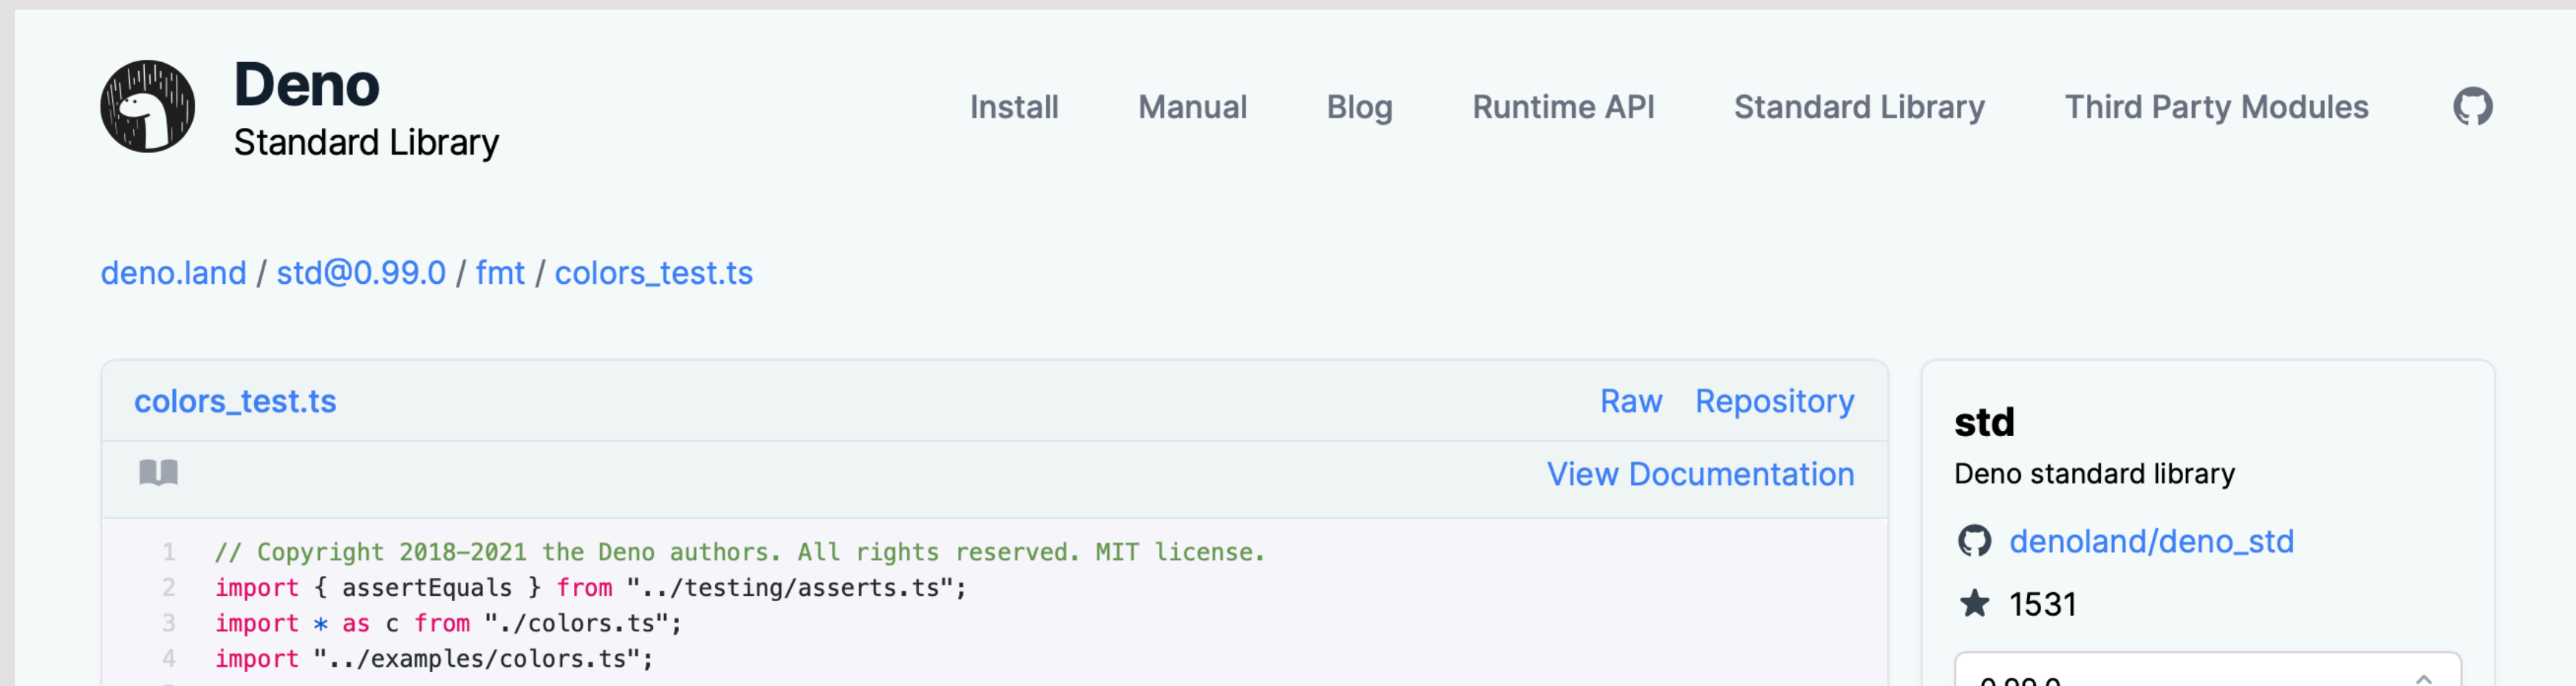 Deno
Standard Library
Install Manual Blog Runtime API Standard Library Third Party Modules
deno.land / std@0.99.0 / fmt / colors_test.ts
colors_test.ts Raw Repository
View Documentation
1 // Copyright 2018–2021 the Deno authors. All rights reserved. MIT license.
2 import { assertEquals } from "../testing/asserts.ts";
3 import * as c from "./colors.ts";
4 import "../examples/colors.ts";
std
Deno standard library
denoland/deno_std
1531
0.99.0